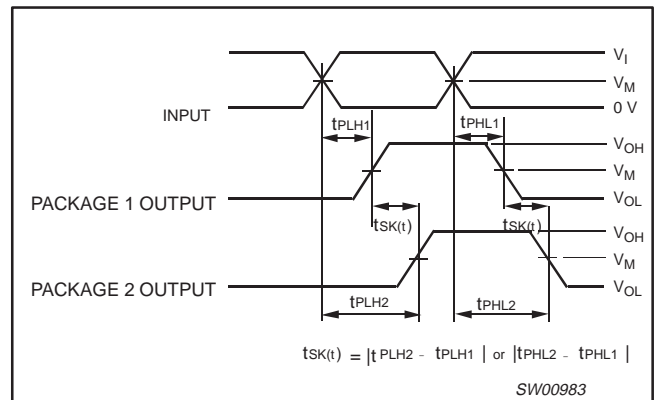 VI
VM
0 V
INPUT
tPLH1
tPHL1
VOH
VM
VOL
PACKAGE 1 OUTPUT
tSK(t)
tSK(t)
VOH
VM
VOL
PACKAGE 2 OUTPUT
tPLH2
tPHL2
tSK(t) = |t PLH2 - tPLH1 | or |tPHL2 - tPHL1 |
SW00983